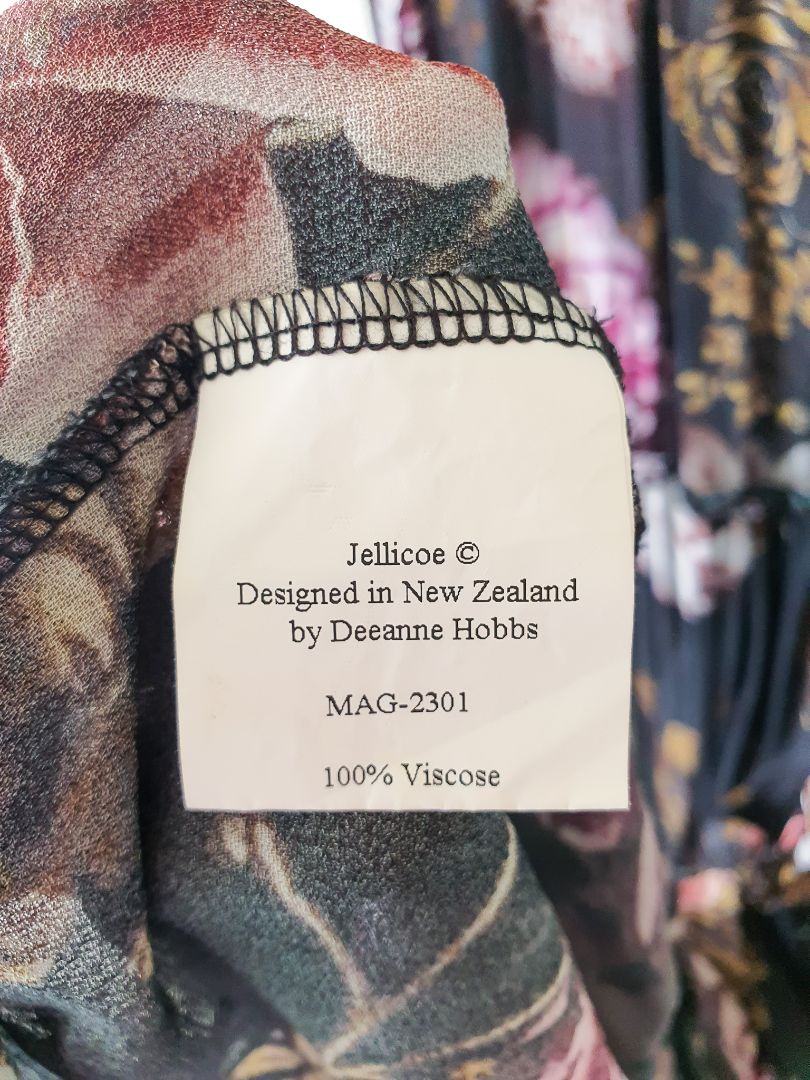 Jellicoe ©
Designed in New Zealand
by Deeanne Hobbs
MAG-2301
100% Viscose